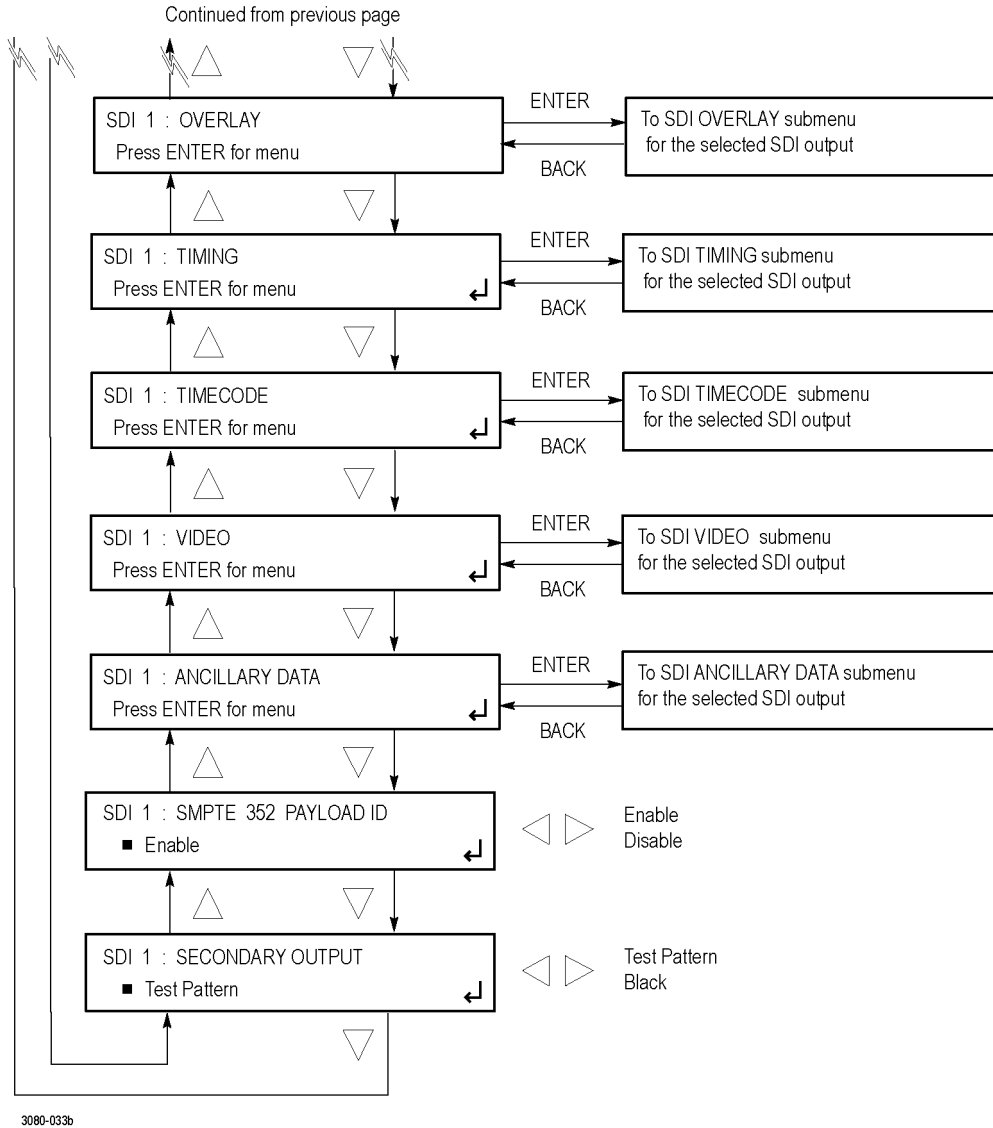 Continued from previous page
SDI 1 : OVERLAY
Press ENTER for menu
ENTER
BACK
To SDI OVERLAY submenu
for the selected SDI output
SDI 1 : TIMING
Press ENTER for menu
ENTER
BACK
To SDI TIMING submenu
for the selected SDI output
SDI 1 : TIMECODE
Press ENTER for menu
ENTER
BACK
To SDI TIMECODE submenu
for the selected SDI output
SDI 1 : VIDEO
Press ENTER for menu
ENTER
BACK
To SDI VIDEO submenu
for the selected SDI output
SDI 1 : ANCILLARY DATA
Press ENTER for menu
ENTER
BACK
To SDI ANCILLARY DATA submenu
for the selected SDI output
SDI 1 : SMPTE 352 PAYLOAD ID
■ Enable
Enable
Disable
SDI 1 : SECONDARY OUTPUT
■ Test Pattern
Test Pattern
Black
3080-033b